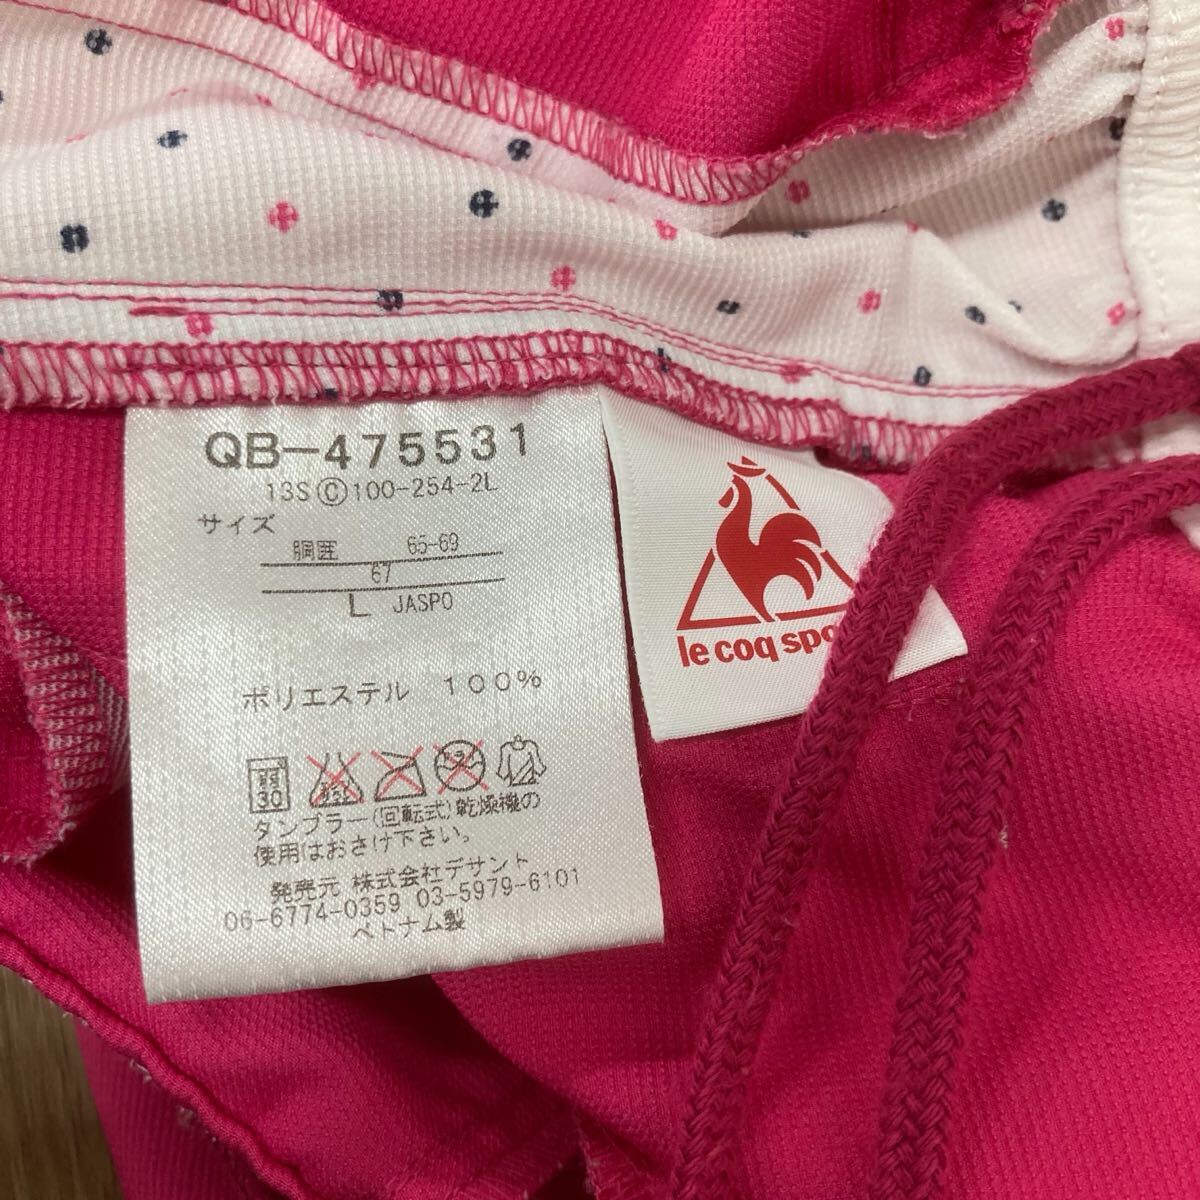 QB-475531
13S©100-254-2L
サイズ
胴囲 65-69
67
L JASPO
ポリエステル 100%
30
タンブラー(回転式)乾燥機の
使用はおさけ下さい。
発売元 株式会社デサント
06-6774-0359 03-5979-6101
ベトナム製
le coq spo